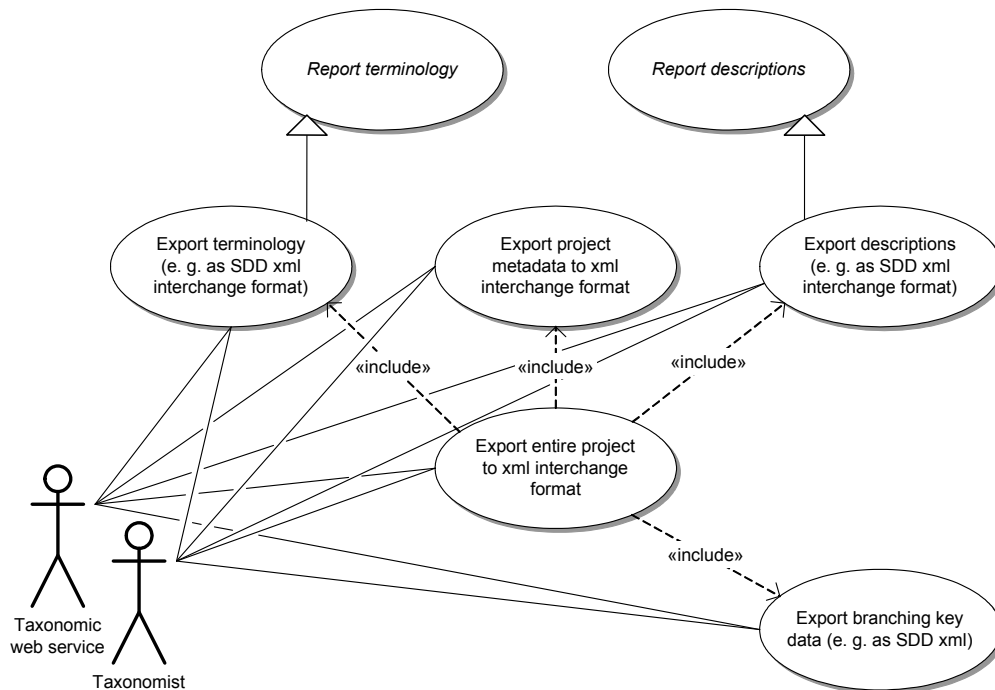 Report terminology
Report descriptions
Export terminology
(e. g. as SDD xml
interchange format)
Export project
metadata to xml
interchange format
Export descriptions
(e. g. as SDD xml
interchange format)
«include»
«include»
«include»
Export entire project
to xml interchange
format
«include»
Export branching key
data (e. g. as SDD xml)
Taxonomic
web service
Taxonomist